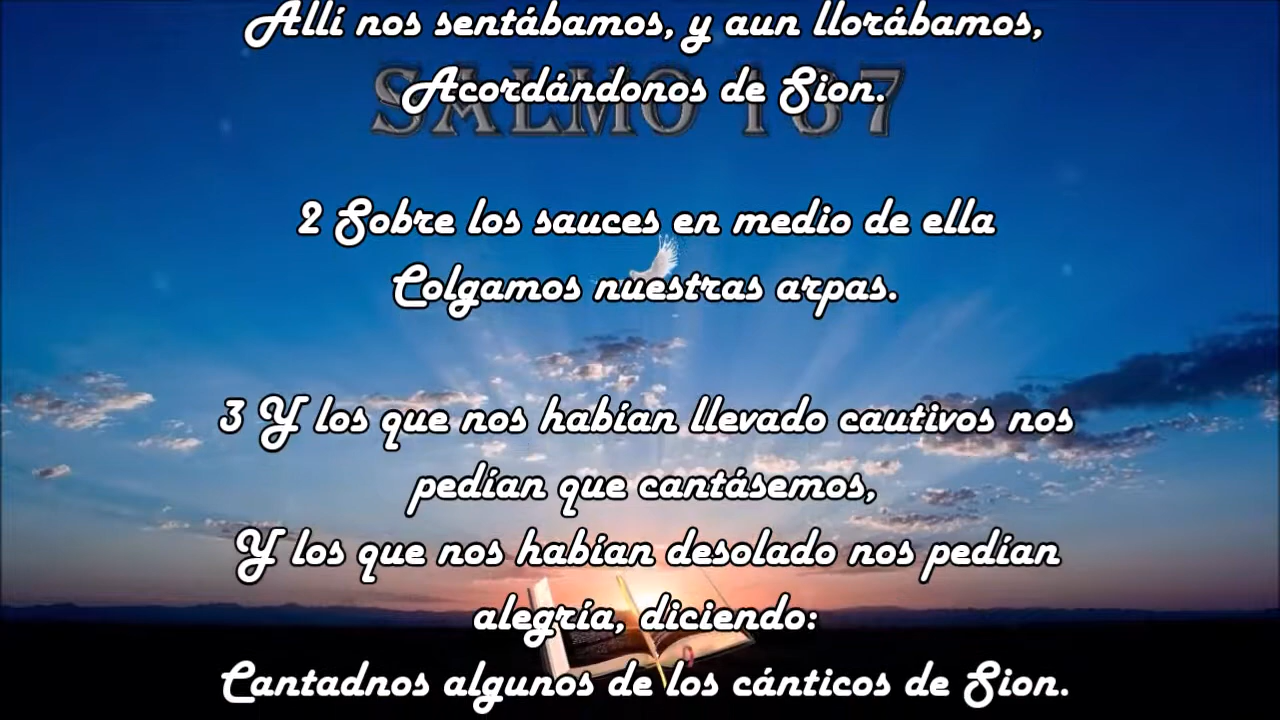 Allí nos sentábamos, y aun llorábamos,
Acordándonos de Sion.
SALMO 137
2 Sobre los sauces en medio de ella
Colgamos nuestras arpas.
3 Y los que nos habían llevado cautivos nos
pedían que cantásemos,
Y los que nos habían desolado nos pedían
alegría, diciendo:
Cantadnos algunos de los cánticos de Sion.